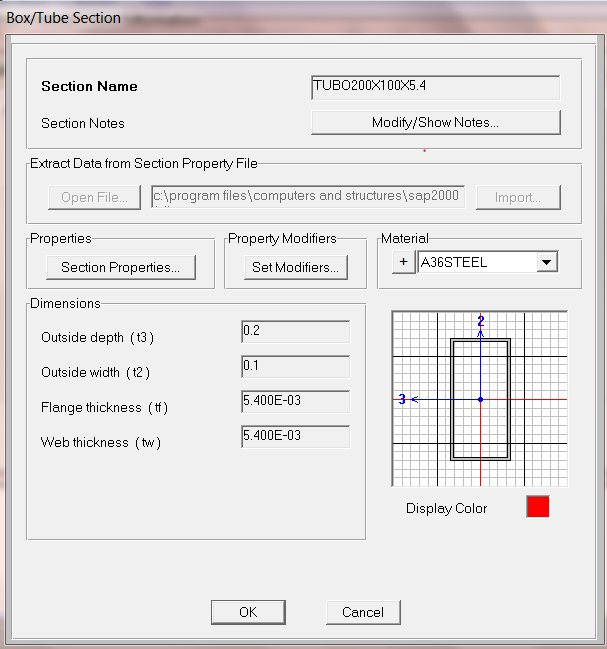 Box/Tube Section
Section Name TUBO200X100X5.4
Section Notes Modify/Show Notes...
Extract Data from Section Property File
Open File... c:\program files\computers and structures\sap2000 Import...
Properties
Section Properties...
Property Modifiers
Set Modifiers...
Material
+ A36STEEL
Dimensions
Outside depth ( t3 ) 0.2
Outside width ( t2 ) 0.1
Flange thickness ( tf ) 5.400E-03
Web thickness ( tw ) 5.400E-03
2
3
Display Color
OK Cancel